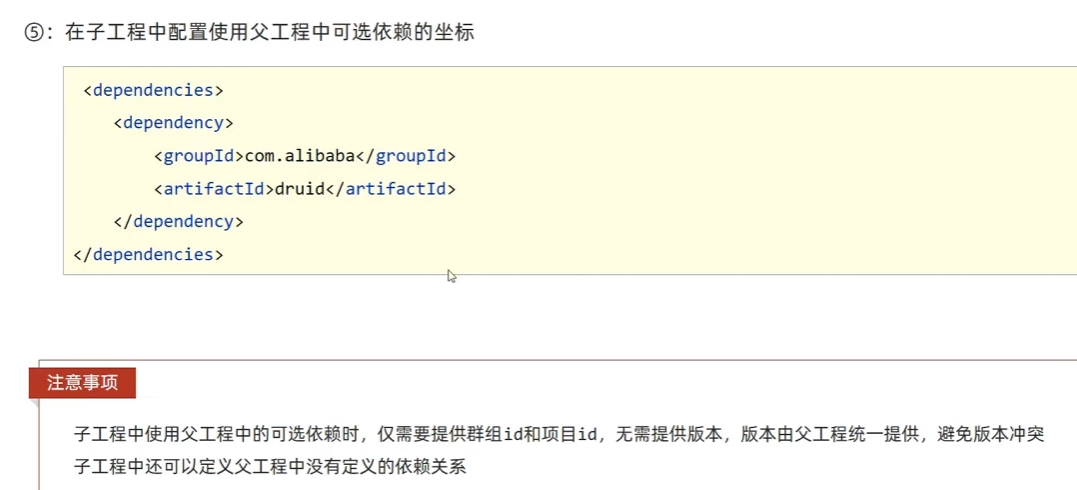 ⑤：在子工程中配置使用父工程中可选依赖的坐标
<dependencies>
<dependency>
<groupId>com.alibaba</groupId>
<artifactId>druid</artifactId>
</dependency>
</dependencies>
注意事项
子工程中使用父工程中的可选依赖时，仅需要提供群组id和项目id，无需提供版本，版本由父工程统一提供，避免版本冲突
子工程中还可以定义父工程中没有定义的依赖关系